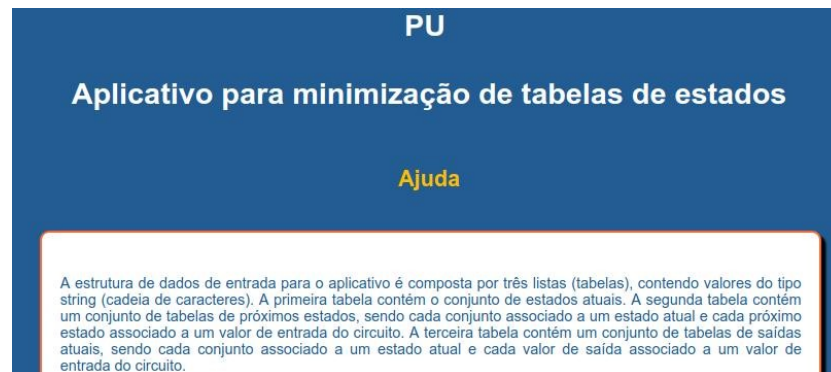 PU
Aplicativo para minimização de tabelas de estados
Ajuda
A estrutura de dados de entrada para o aplicativo é composta por três listas (tabelas), contendo valores do tipo
string (cadeia de caracteres). A primeira tabela contém o conjunto de estados atuais. A segunda tabela contém
um conjunto de tabelas de próximos estados, sendo cada conjunto associado a um estado atual e cada próximo
estado associado a um valor de entrada do circuito. A terceira tabela contém um conjunto de tabelas de saídas
atuais, sendo cada conjunto associado a um estado atual e cada valor de saída associado a um valor de
entrada do circuito.